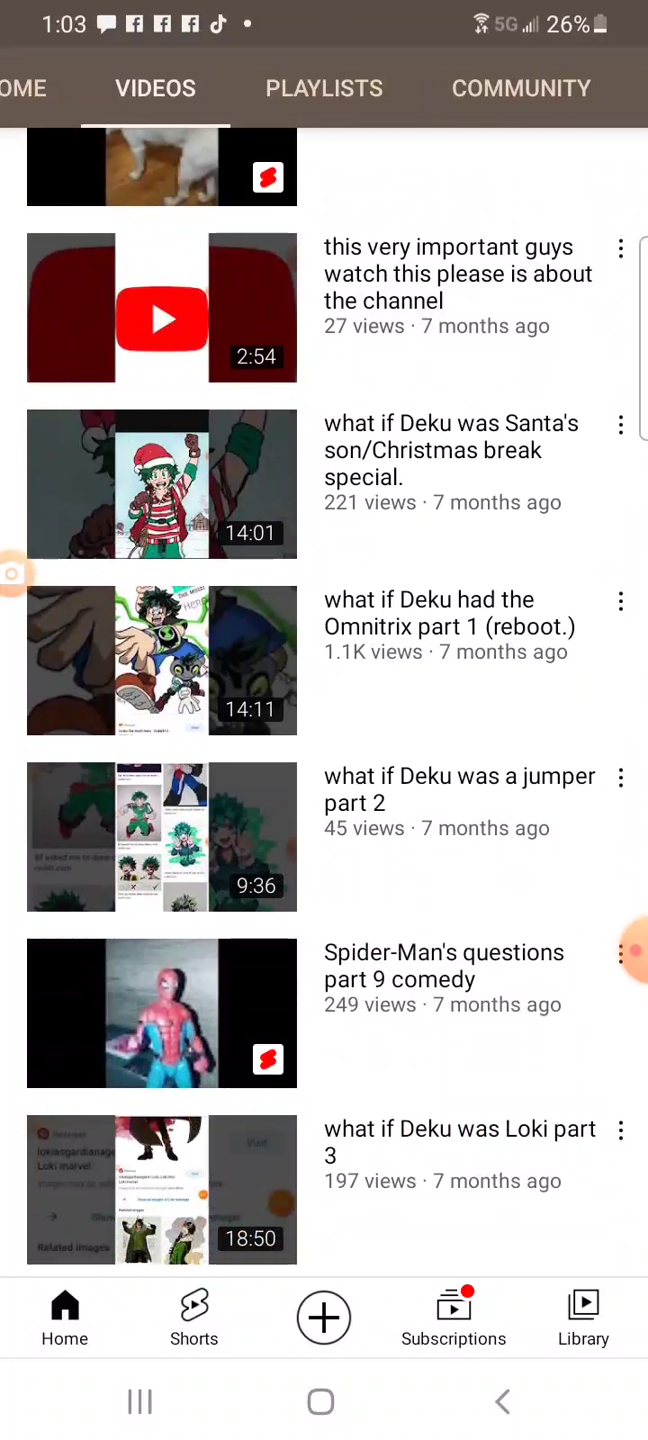 1:03
5G
26%
OME
VIDEOS
PLAYLISTS
COMMUNITY
this very important guys
watch this please is about
the channel
27 views · 7 months ago
2:54
what if Deku was Santa's
son/Christmas break
special.
221 views · 7 months ago
14:01
what if Deku had the
Omnitrix part 1 (reboot.)
1.1K views · 7 months ago
14:11
what if Deku was a jumper
part 2
45 views · 7 months ago
9:36
Spider-Man's questions
part 9 comedy
249 views · 7 months ago
what if Deku was Loki part
3
197 views · 7 months ago
Loki marvel
Related images
18:50
Home
Shorts
Subscriptions
Library